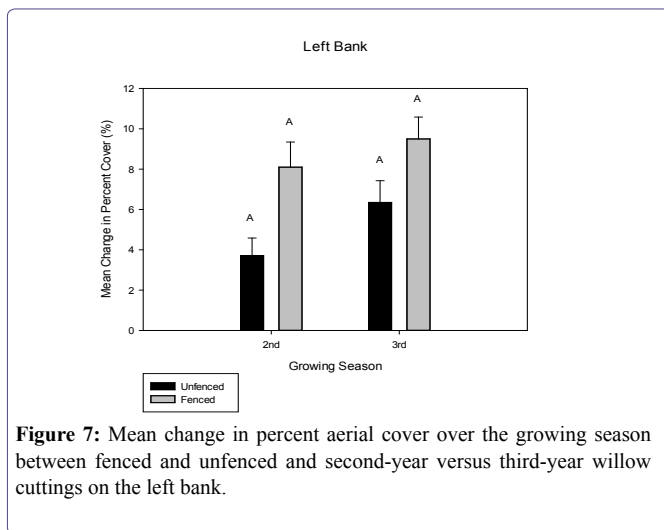 Left Bank
12
10
8
6
4
2
0
Mean Change in Percent Cover (%)
A
A
A
A
2nd
3rd
Growing Season
Unfenced
Fenced
Figure 7: Mean change in percent aerial cover over the growing season
between fenced and unfenced and second-year versus third-year willow
cuttings on the left bank.